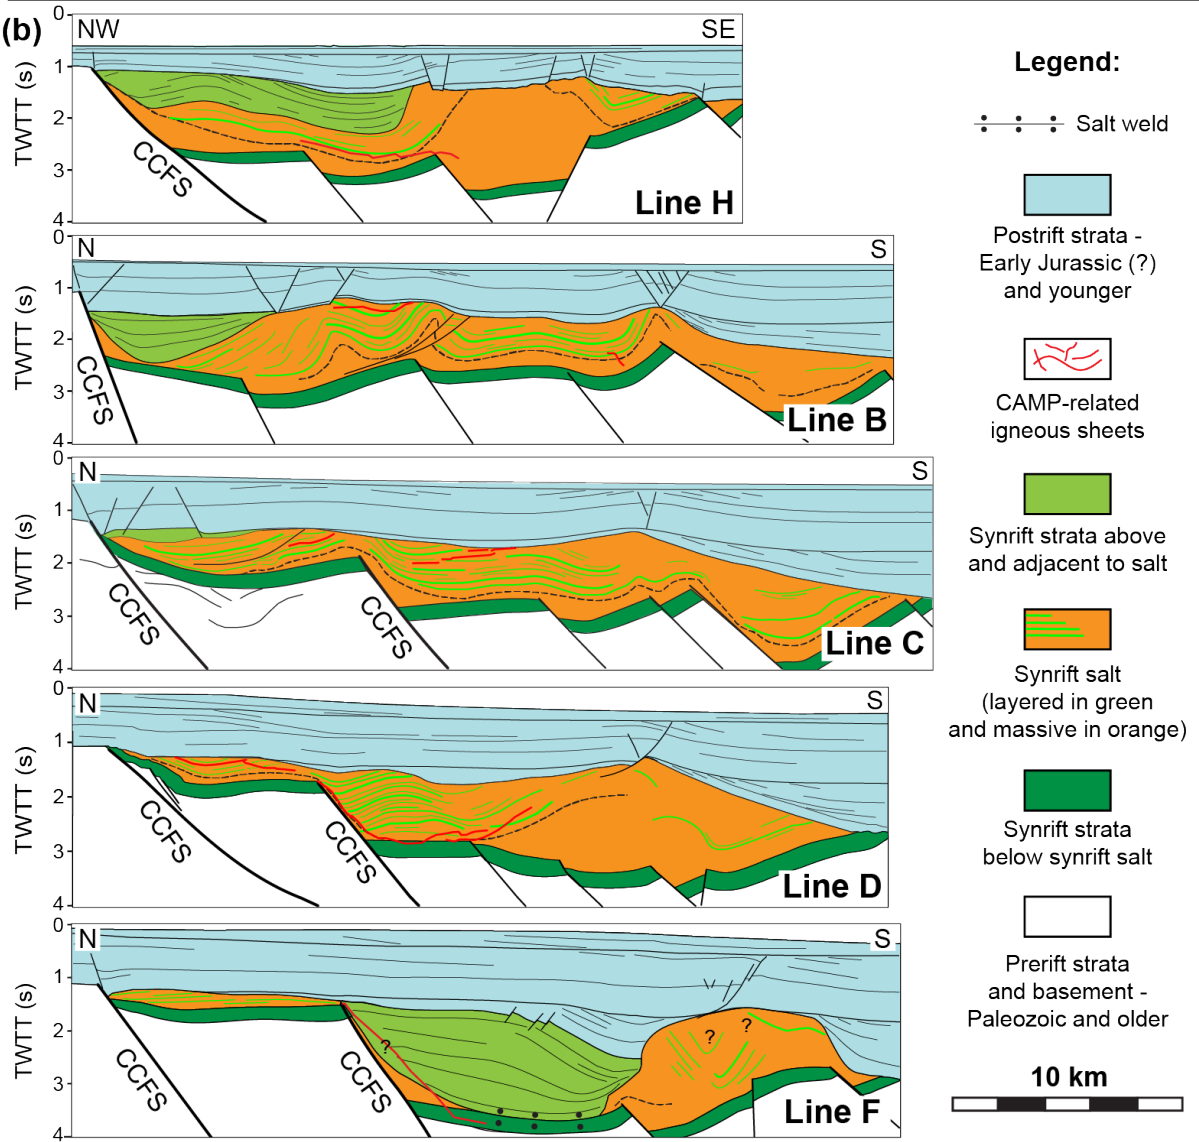 (b)
NW
SE
0
1
2
3
4
TWTT (s)
CCFS
Line H
N
S
0
1
2
3
4
TWTT (s)
CCFS
Line B
N
S
0
1
2
3
4
TWTT (s)
CCFS
CCFS
Line C
N
S
0
1
2
3
4
TWTT (s)
CCFS
CCFS
Line D
N
S
0
1
2
3
4
TWTT (s)
CCFS
CCFS
?
?
?
Line F
Legend:
Salt weld
Postrift strata -
Early Jurassic (?)
and younger
CAMP-related
igneous sheets
Synrift strata above
and adjacent to salt
Synrift salt
(layered in green
and massive in orange)
Synrift strata
below synrift salt
Prerift strata
and basement -
Paleozoic and older
10 km